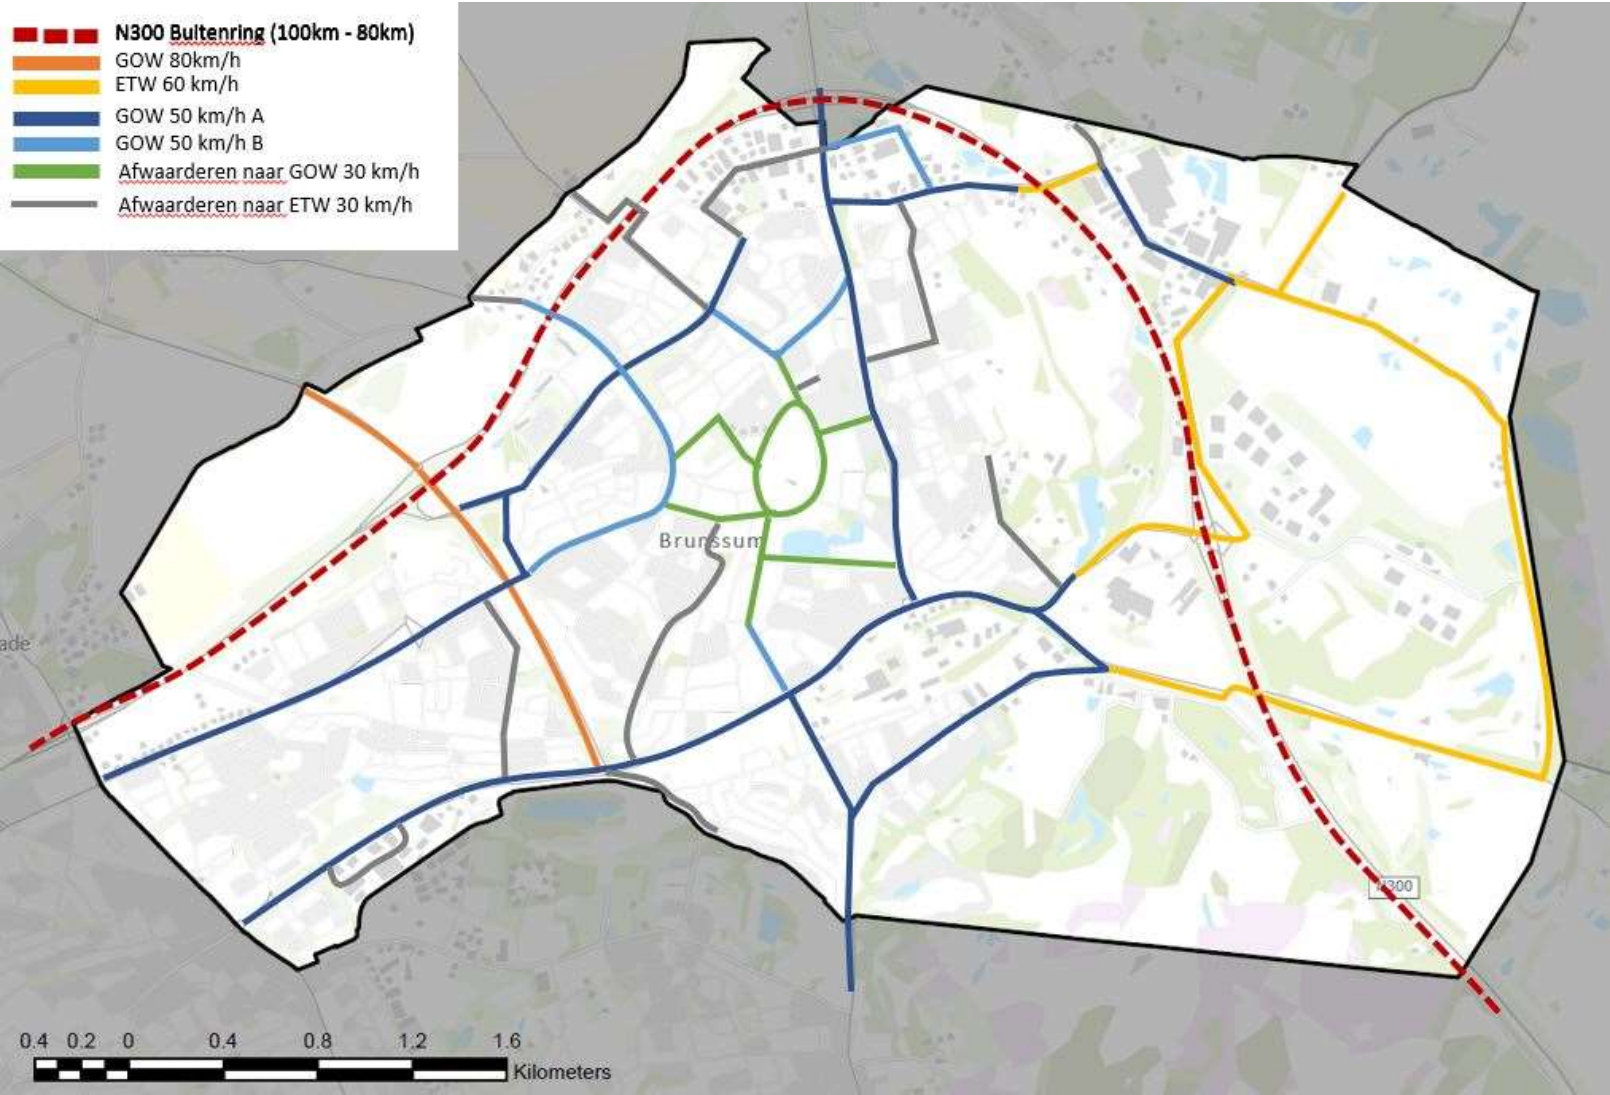 N300 Buitenring (100km - 80km)
GOW 80km/h
ETW 60 km/h
GOW 50 km/h A
GOW 50 km/h B
Afwaarderen naar GOW 30 km/h
Afwaarderen naar ETW 30 km/h
Brunssum
ade
N300
0.4 0.2 0 0.4 0.8 1.2 1.6
Kilometers